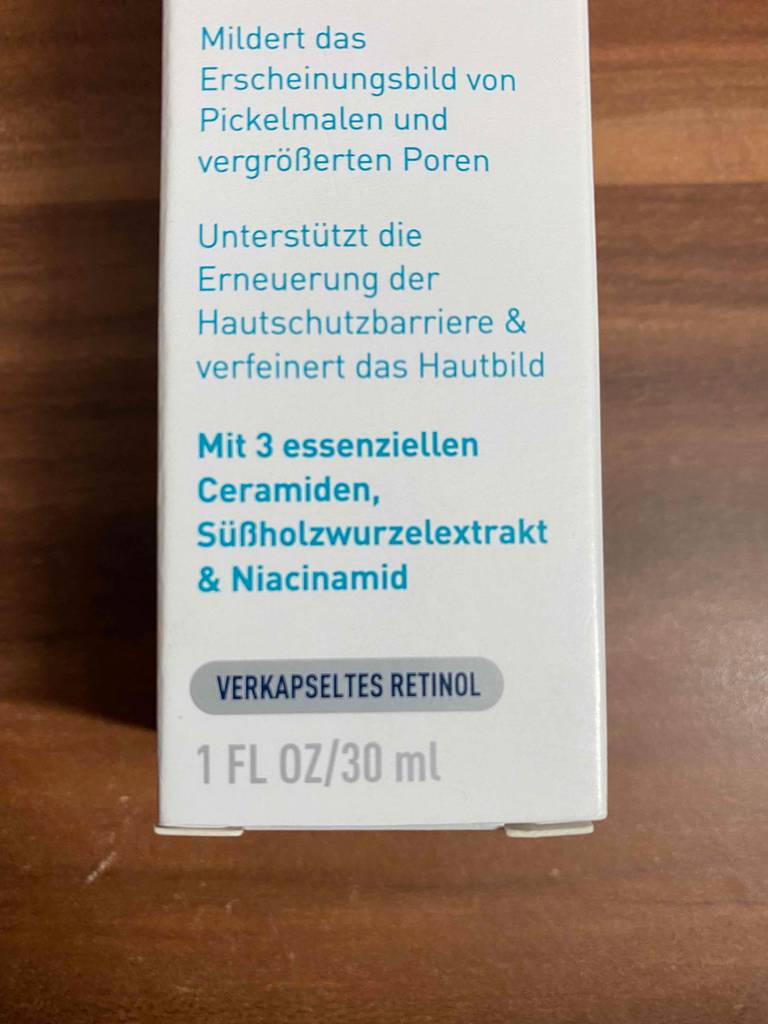 Mildert das
Erscheinungsbild von
Pickelmalen und
vergrößerten Poren
Unterstützt die
Erneuerung der
Hautschutzbarriere &
verfeinert das Hautbild
Mit 3 essenziellen
Ceramiden,
Süßholzwurzelextrakt
& Niacinamid
VERKAPSELTES RETINOL
1 FL OZ/30 ml